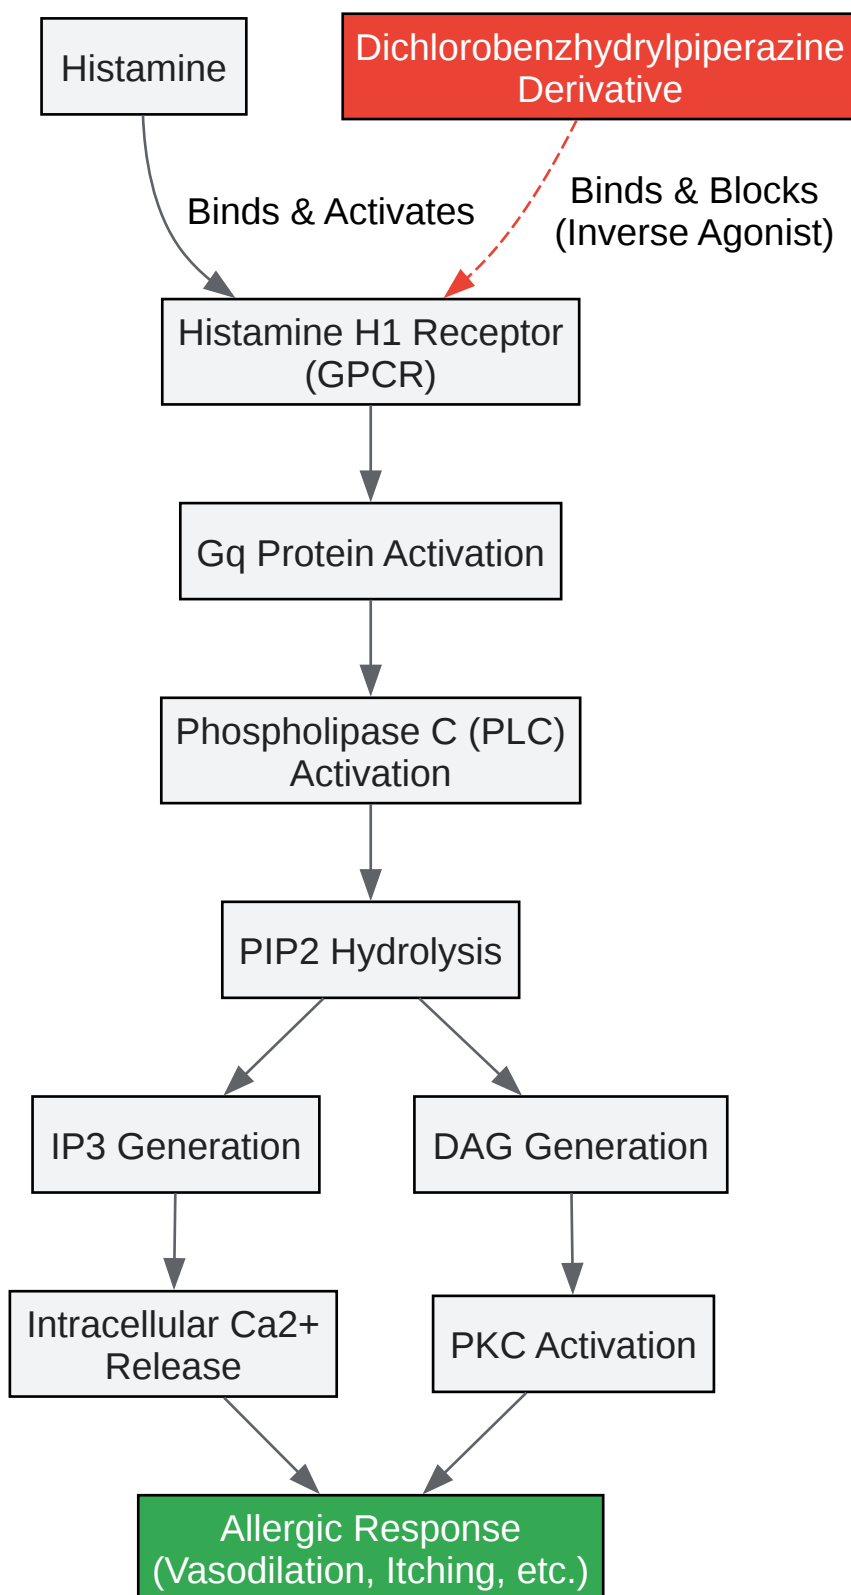 Histamine
Dichlorobenzhydrylpiperazine
Derivative
Binds & Activates
Binds & Blocks
(Inverse Agonist)
Histamine H1 Receptor
(GPCR)
Gq Protein Activation
Phospholipase C (PLC)
Activation
PIP2 Hydrolysis
IP3 Generation
DAG Generation
Intracellular Ca2+
Release
PKC Activation
Allergic Response
(Vasodilation, Itching, etc.)